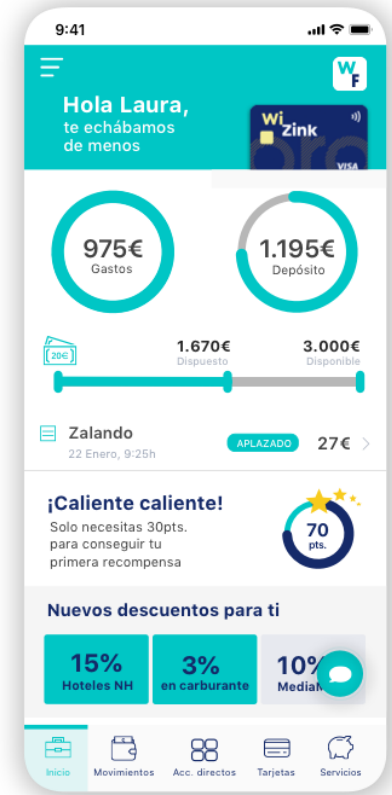 9:41
W
F
Hola Laura,
te echábamos
de menos
Wi
Zink
VISA
975€
Gastos
1.195€
Depósito
20€
1.670€
Dispuesto
3.000€
Disponible
Zalando
22 Enero, 9:25h
APLAZADO
27€
¡Caliente caliente!
Solo necesitas 30pts.
para conseguir tu
primera recompensa
70
pts.
Nuevos descuentos para ti
15%
Hoteles NH
3%
en carburante
10%
Inicio
Movimientos
Acc. directos
Tarjetas
Servicios